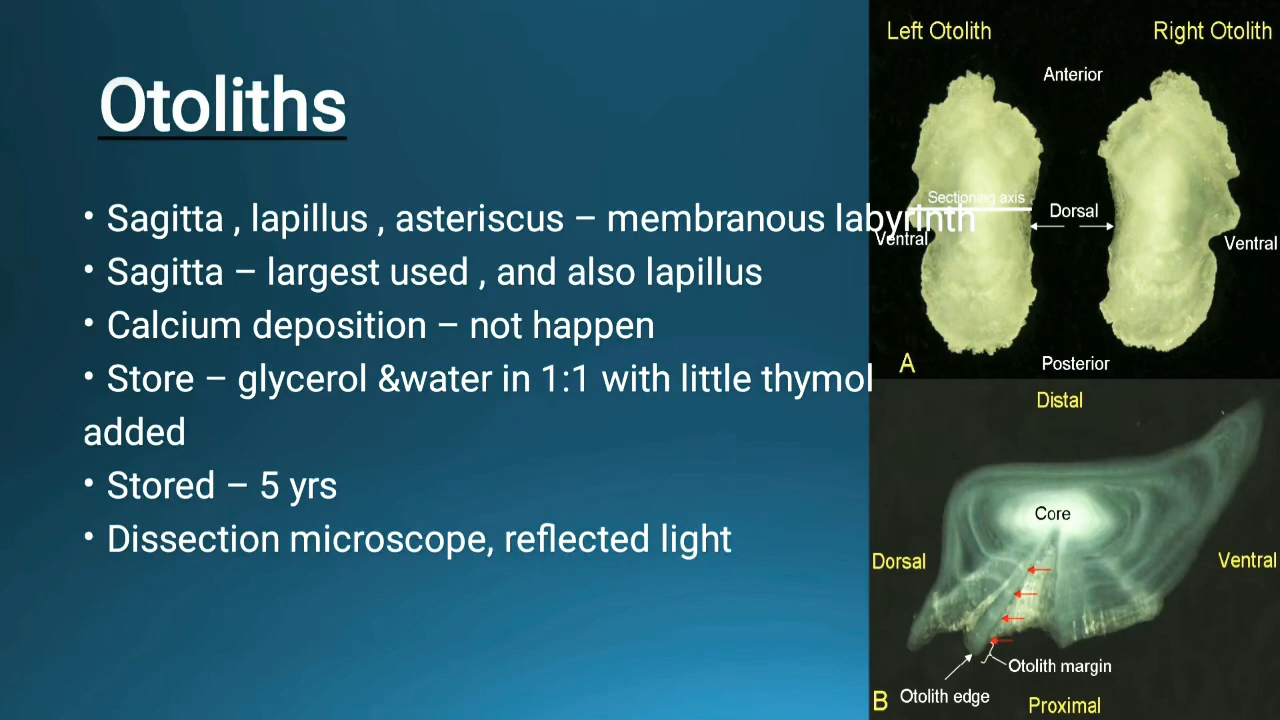 Otoliths
• Sagitta , lapillus , asteriscus – membranous labyrinth
• Sagitta – largest used , and also lapillus
• Calcium deposition – not happen
• Store – glycerol &water in 1:1 with little thymol
added
• Stored – 5 yrs
• Dissection microscope, reflected light
Left Otolith
Right Otolith
Anterior
Sectioning axis
Dorsal
Ventral
Ventral
A
Posterior
Distal
Core
Dorsal
Ventral
Otolith margin
Otolith edge
B
Proximal